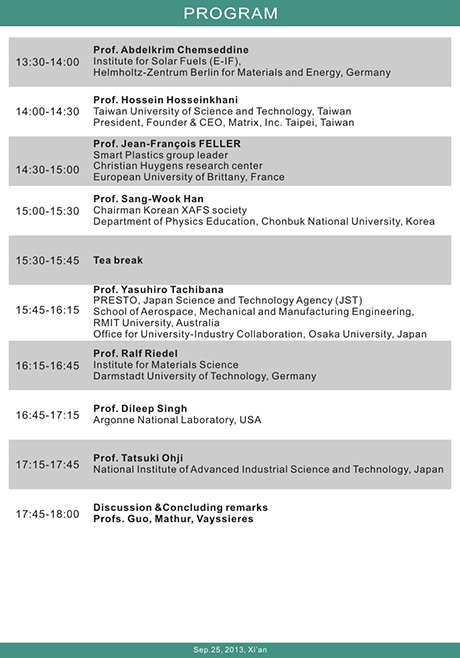 PROGRAM
13:30-14:00
Prof. Abdelkrim Chemseddine
Institute for Solar Fuels (E-IF),
Helmholtz-Zentrum Berlin for Materials and Energy, Germany
14:00-14:30
Prof. Hossein Hosseinkhani
Taiwan University of Science and Technology, Taiwan
President, Founder & CEO, Matrix, Inc. Taipei, Taiwan
14:30-15:00
Prof. Jean-François FELLER
Smart Plastics group leader
Christian Huygens research center
European University of Brittany, France
15:00-15:30
Prof. Sang-Wook Han
Chairman Korean XAFS society
Department of Physics Education, Chonbuk National University, Korea
15:30-15:45
Tea break
15:45-16:15
Prof. Yasuhiro Tachibana
PRESTO, Japan Science and Technology Agency (JST)
School of Aerospace, Mechanical and Manufacturing Engineering,
RMIT University, Australia
Office for University-Industry Collaboration, Osaka University, Japan
16:15-16:45
Prof. Ralf Riedel
Institute for Materials Science
Darmstadt University of Technology, Germany
16:45-17:15
Prof. Dileep Singh
Argonne National Laboratory, USA
17:15-17:45
Prof. Tatsuki Ohji
National Institute of Advanced Industrial Science and Technology, Japan
17:45-18:00
Discussion &Concluding remarks
Profs. Guo, Mathur, Vayssieres
Sep.25, 2013, Xi'an